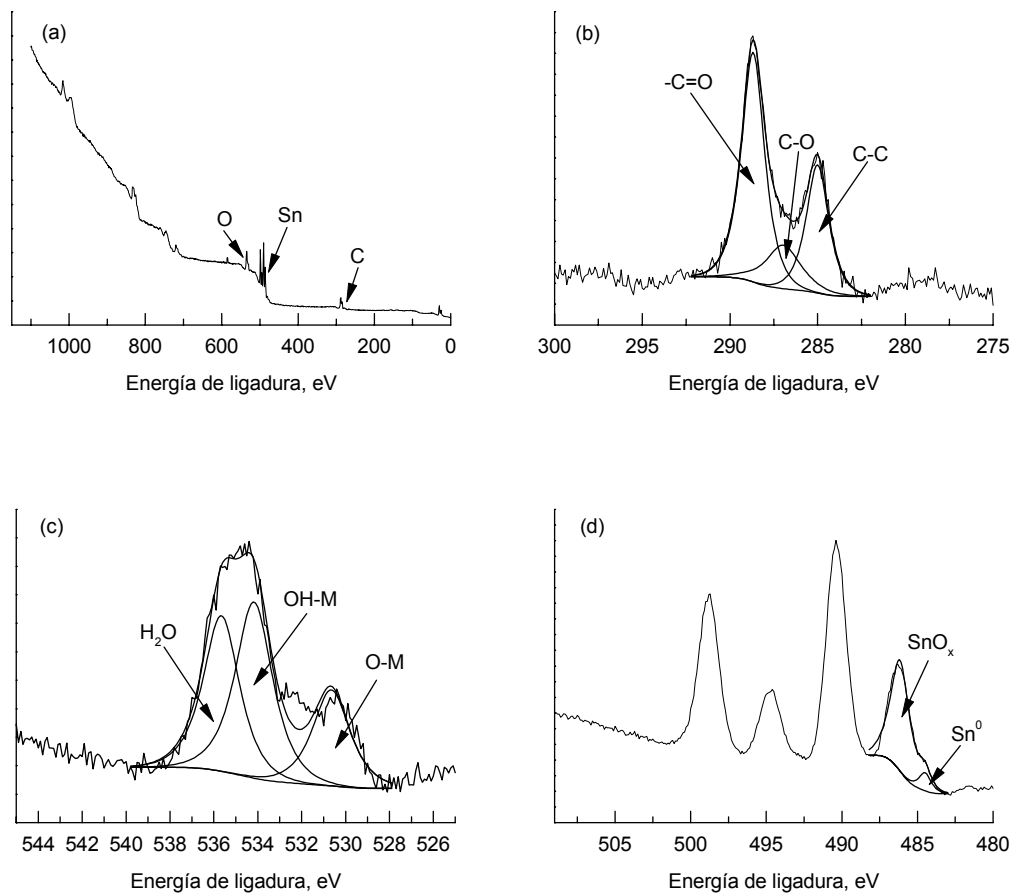 (a)
O
Sn
C
1000 800 600 400 200 0
Energía de ligadura, eV
(b)
-C=O
C-O
C-C
300 295 290 285 280 275
Energía de ligadura, eV
(c)
H₂O
OH-M
O-M
544 542 540 538 536 534 532 530 528 526
Energía de ligadura, eV
(d)
SnOₓ
Sn⁰
505 500 495 490 485 480
Energía de ligadura, eV